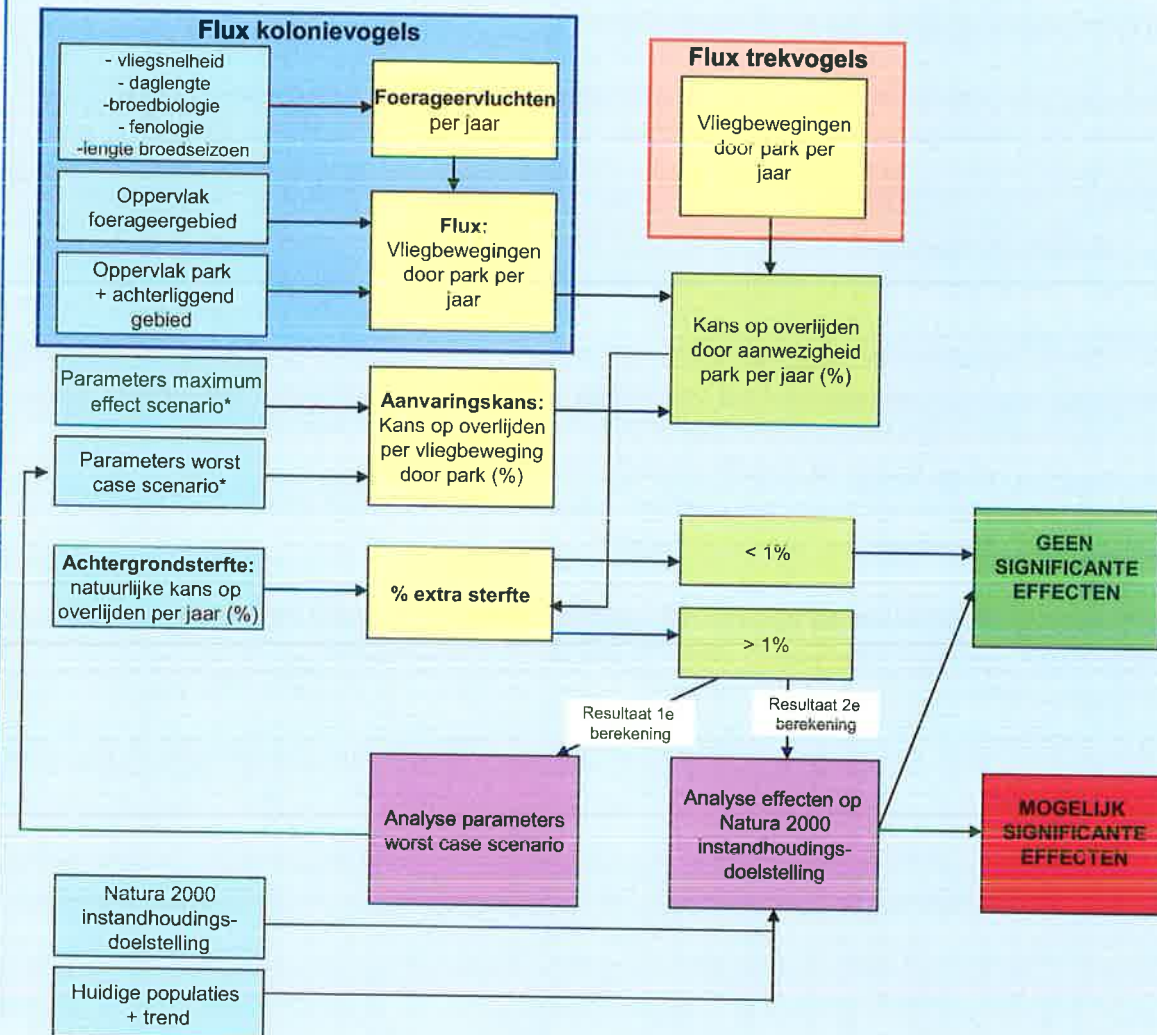 Flux kolonievogels
- vliegsnelheid
- daglengte
-broedbiologie
- fenologie
-lengte broedseizoen
Foerageervluchten
per jaar
Oppervlak
foerageergebied
Flux:
Vliegbewegingen
door park per
jaar
Oppervlak park
+ achterliggend
gebied
Flux trekvogels
Vliegbewegingen
door park per
jaar
Kans op overlijden
door aanwezigheid
park per jaar (%)
Parameters maximum
effect scenario*
Aanvaringskans:
Kans op overlijden
per vliegbeweging
door park (%)
Parameters worst
case scenario*
Achtergrondsterfte:
natuurlijke kans op
overlijden per jaar (%)
% extra sterfte
< 1%
> 1%
GEEN
SIGNIFICANTE
EFFECTEN
Resultaat 1e
berekening
Resultaat 2e
berekening
Analyse parameters
worst case scenario
Analyse effecten op
Natura 2000
instandhoudings-
doelstelling
MOGELIJK
SIGNIFICANTE
EFFECTEN
Natura 2000
instandhoudings-
doelstelling
Huidige populaties
+ trend